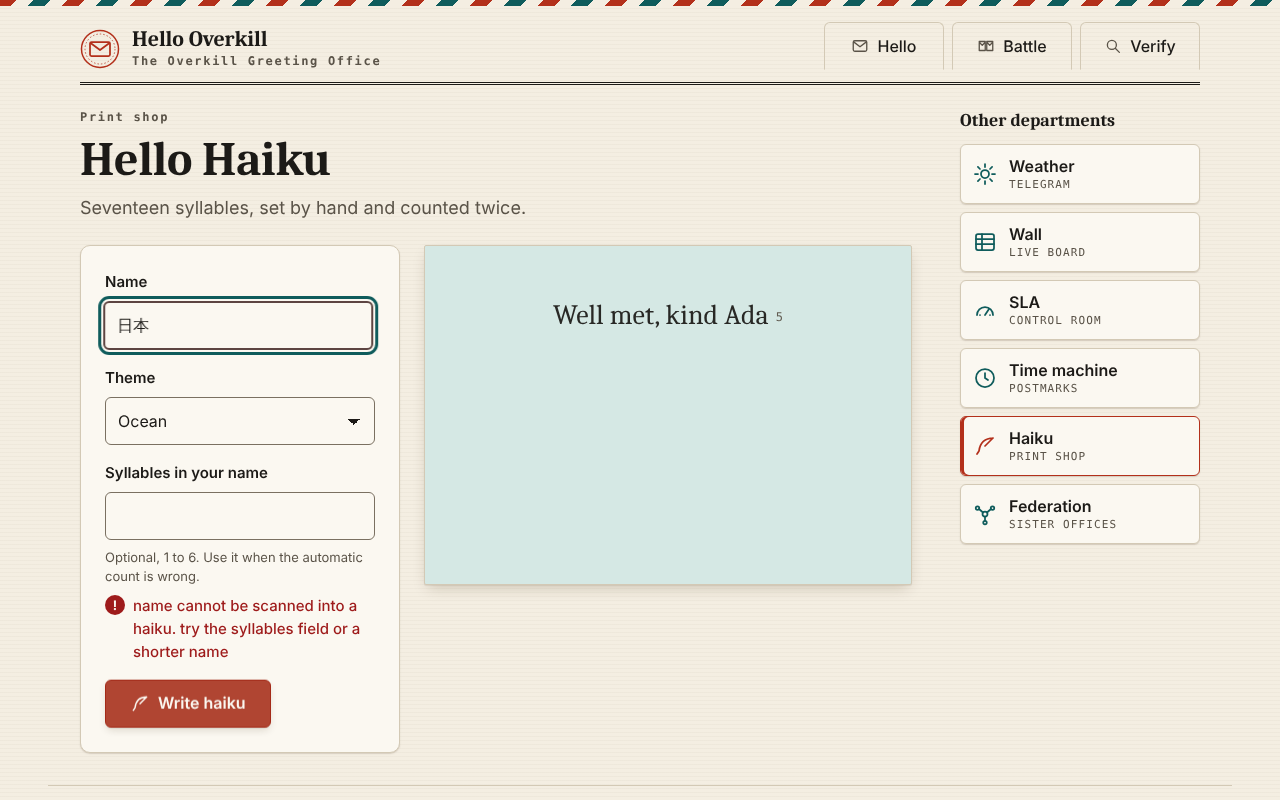 Hello Overkill
The Overkill Greeting Office
Hello
Battle
Verify
Print shop
Hello Haiku
Seventeen syllables, set by hand and counted twice.
Name
日本
Theme
Ocean
Syllables in your name
Optional, 1 to 6. Use it when the automatic
count is wrong.
name cannot be scanned into a
haiku. try the syllables field or a
shorter name
Write haiku
Well met, kind Ada 5
Other departments
Weather
TELEGRAM
Wall
LIVE BOARD
SLA
CONTROL ROOM
Time machine
POSTMARKS
Haiku
PRINT SHOP
Federation
SISTER OFFICES